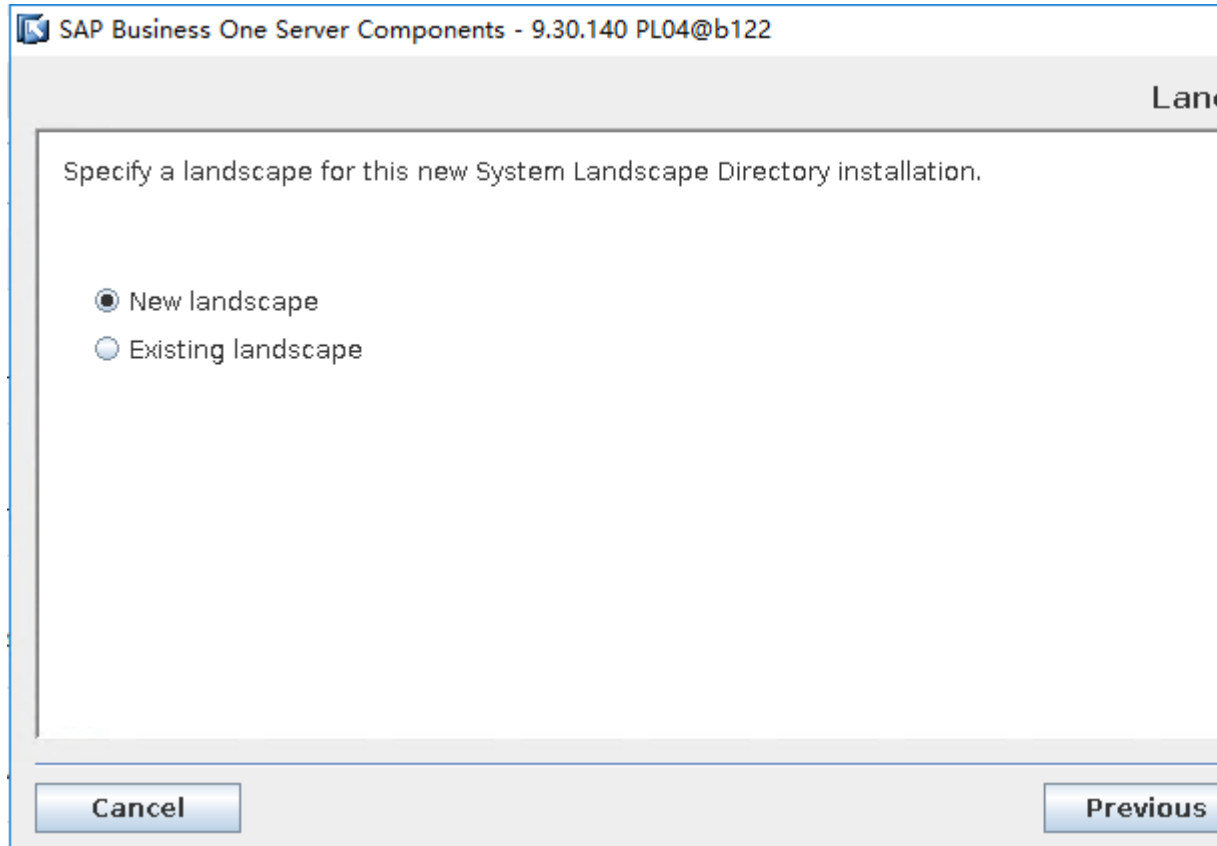 SAP Business One Server Components - 9.30.140 PL04@b122
Specify a landscape for this new System Landscape Directory installation.
New landscape
Existing landscape
Cancel
Previous